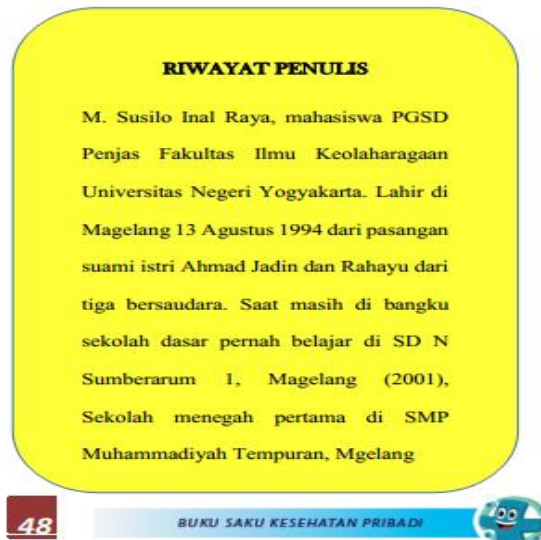 RIWAYAT PENULIS
M. Susilo Inal Raya, mahasiswa PGSD
Penjas Fakultas Ilmu Keolaharagaan
Universitas Negeri Yogyakarta. Lahir di
Magelang 13 Agustus 1994 dari pasangan
suami istri Ahmad Jadin dan Rahayu dari
tiga bersaudara. Saat masih di bangku
sekolah dasar pernah belajar di SD N
Sumberarum 1, Magelang (2001),
Sekolah menegah pertama di SMP
Muhammadiyah Tempuran, Mgelang
48
BUKU SAKU KESEHATAN PRIBADI